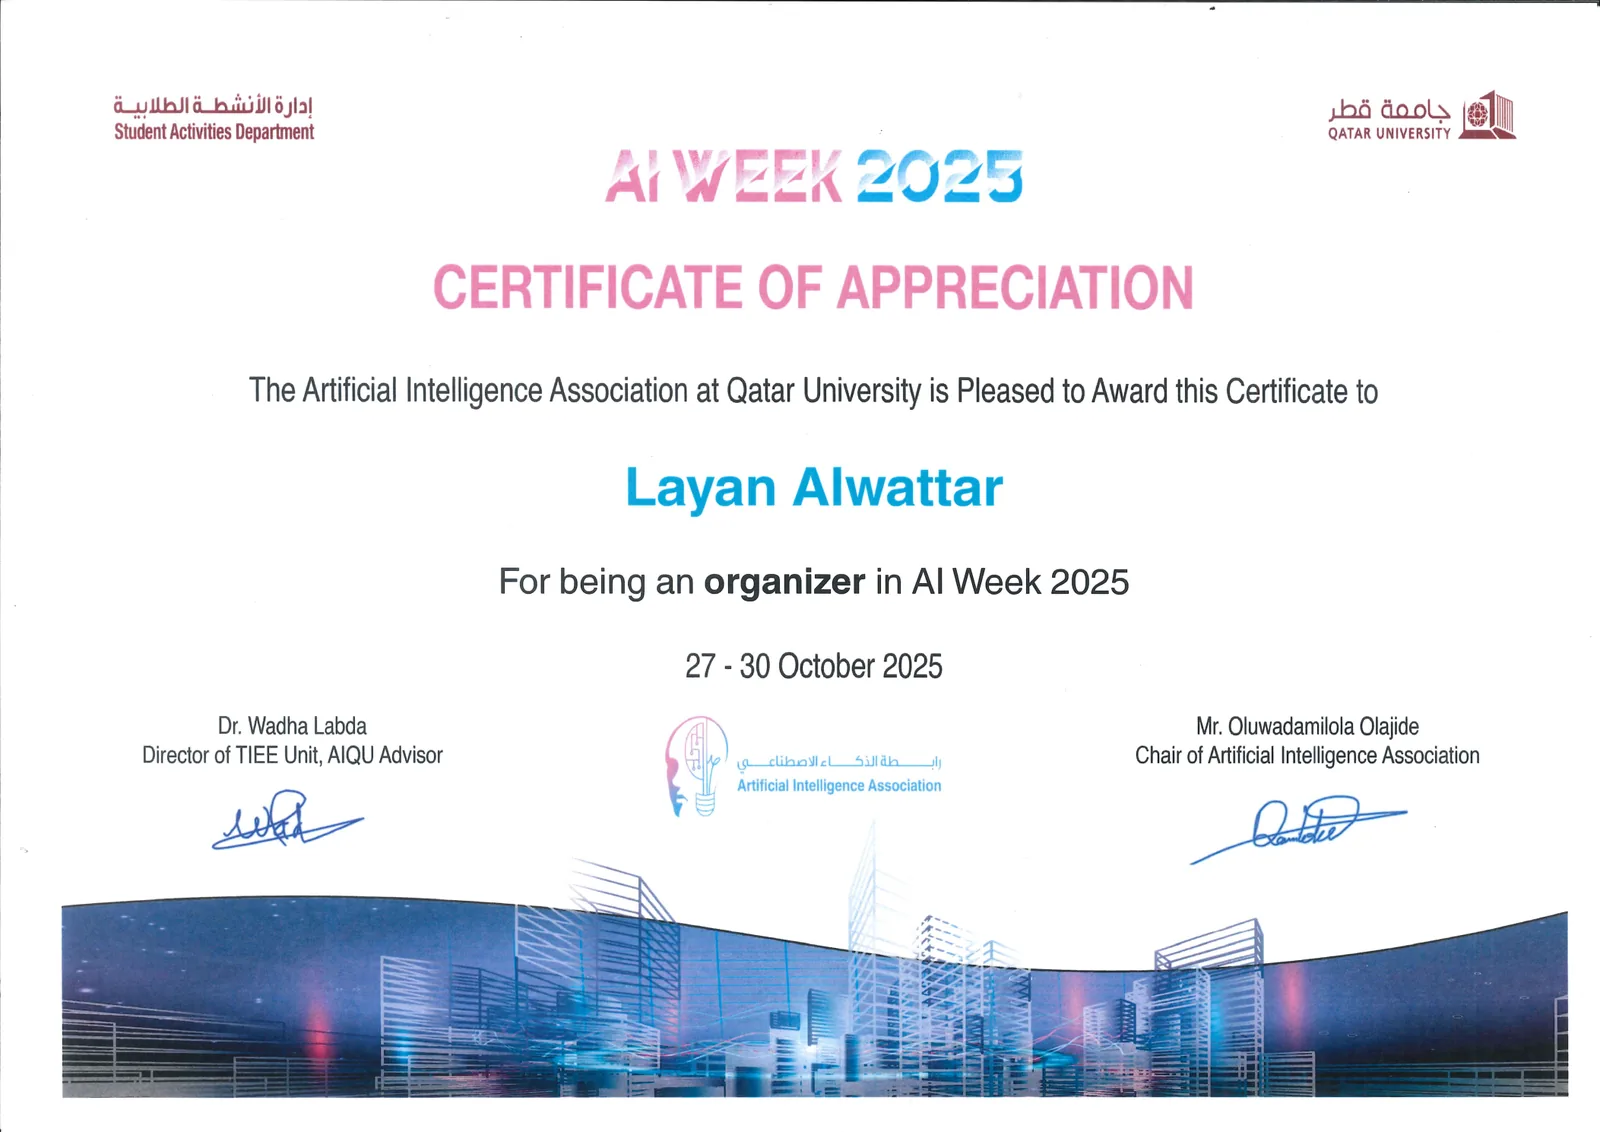 إدارة الأنشطة الطلابية
Student Activities Department
جامعة قطر
QATAR UNIVERSITY
AI WEEK 2025
CERTIFICATE OF APPRECIATION
The Artificial Intelligence Association at Qatar University is Pleased to Award this Certificate to
Layan Alwattar
For being an organizer in AI Week 2025
27 - 30 October 2025
Dr. Wadha Labda
Director of TIEE Unit, AIQU Advisor
رابطة الذكاء الاصطناعي
Artificial Intelligence Association
Mr. Oluwadamilola Olajide
Chair of Artificial Intelligence Association